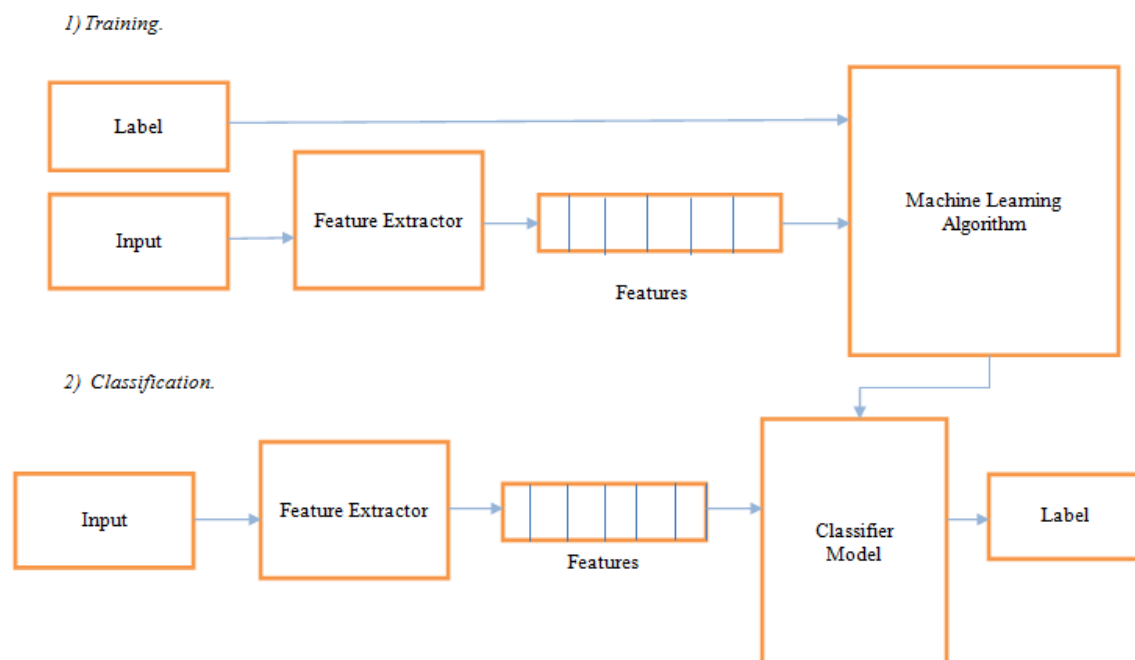 1) Training.
Label
Input
Feature Extractor
Features
Machine Learning
Algorithm
2) Classification.
Input
Feature Extractor
Features
Classifier
Model
Label